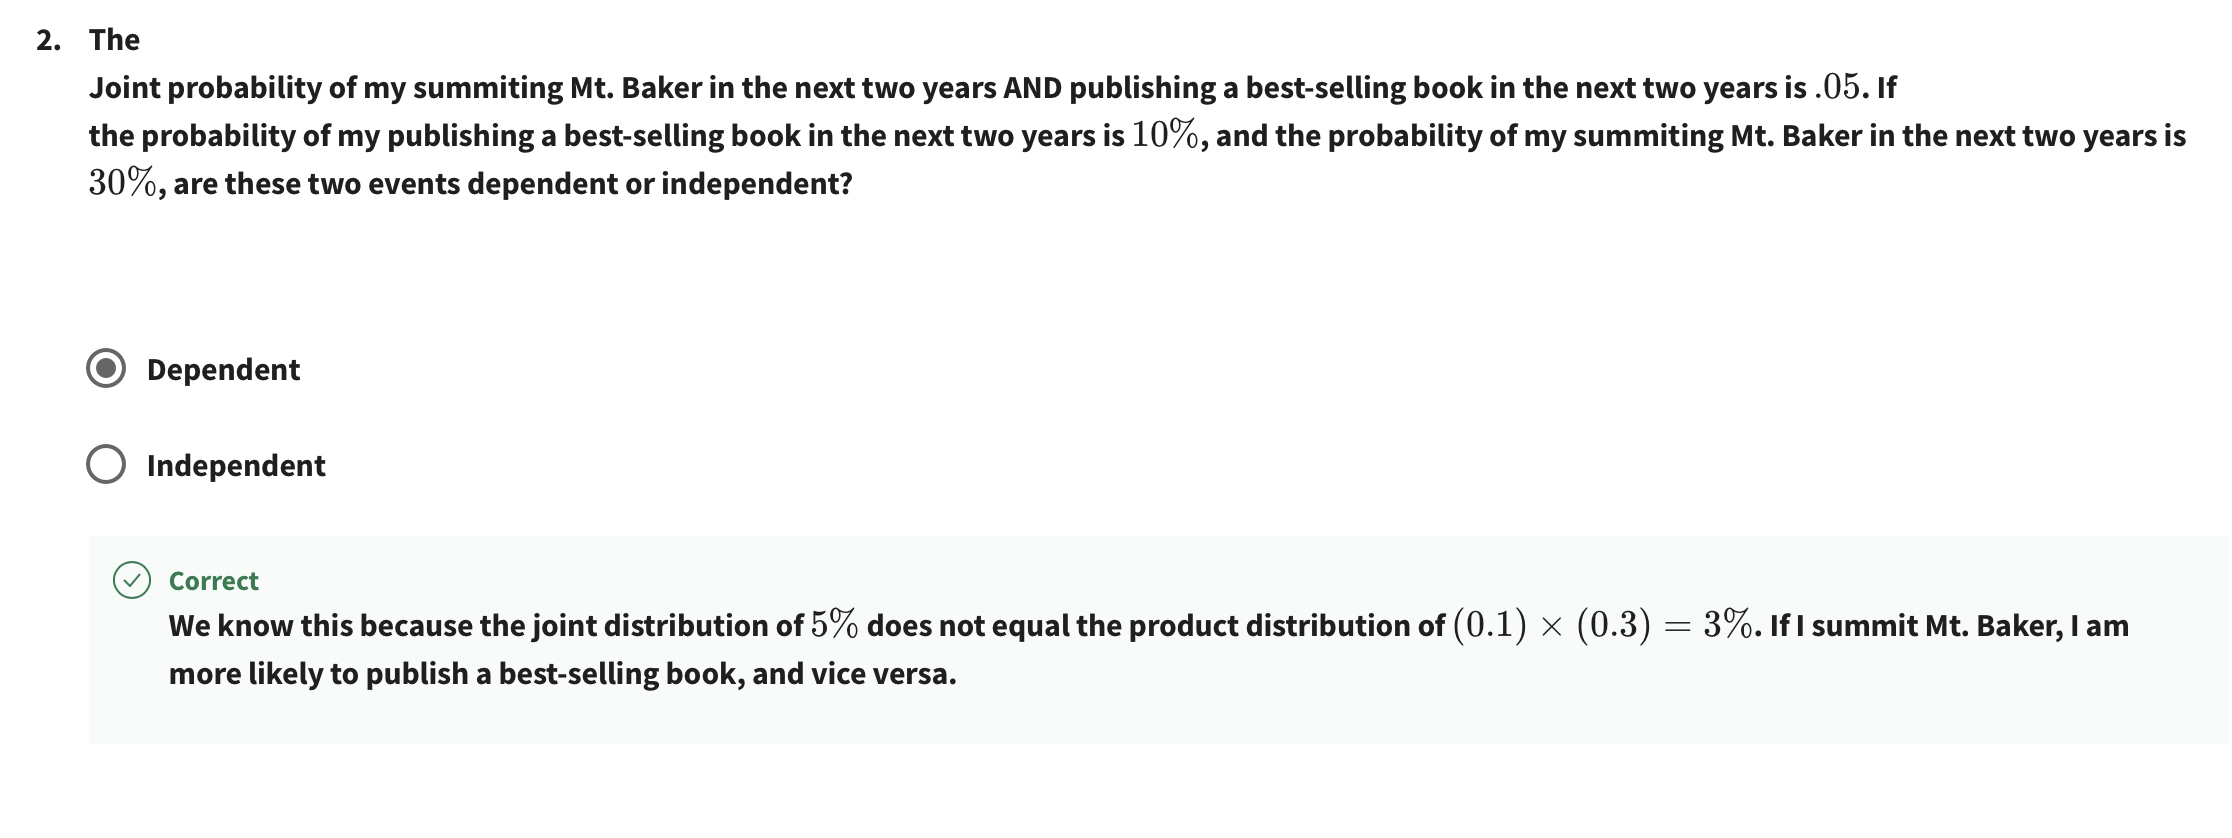 2. The
Joint probability of my summiting Mt. Baker in the next two years AND publishing a best-selling book in the next two years is .05. If
the probability of my publishing a best-selling book in the next two years is 10%, and the probability of my summiting Mt. Baker in the next two years is
30%, are these two events dependent or independent?
Dependent
Independent
Correct
We know this because the joint distribution of 5% does not equal the product distribution of (0.1) × (0.3) = 3%. If I summit Mt. Baker, I am
more likely to publish a best-selling book, and vice versa.